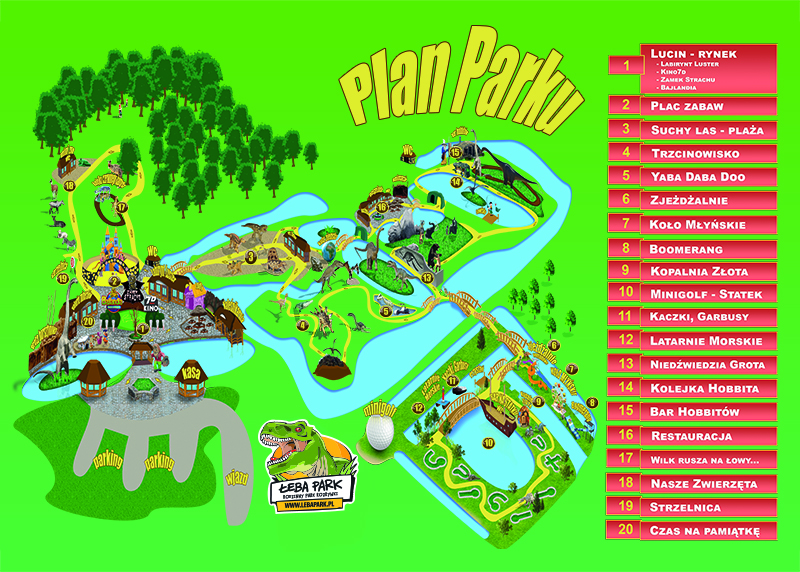 Plan Parku
1 Lucin - rynek
- Labirynt Luster
- Kino7D
- Zamek Strachu
- Bajlandia
2 Plac zabaw
3 Suchy las - plaża
4 Trzcinowisko
5 Yaba Daba Doo
6 Zjeżdżalnie
7 Koło Młyńskie
8 Boomerang
9 Kopalnia Złota
10 Minigolf - Statek
11 Kaczki, Garbusy
12 Latarnie Morskie
13 Niedźwiedzia Grota
14 Kolejka Hobbita
15 Bar Hobbitów
16 Restauracja
17 Wilk rusza na łowy...
18 Nasze Zwierzęta
19 Strzelnica
20 Czas na pamiątkę
WC
15
14
16
18
17
13
WC
3
19
2
7D
KINO
5
4
20
1
6
kasa
7
8
minigolf
12
11
9
10
parking
parking
wjazd
ŁEBA PARK
RODZINNY PARK ROZRYWKI
WWW.LEBAPARK.PL